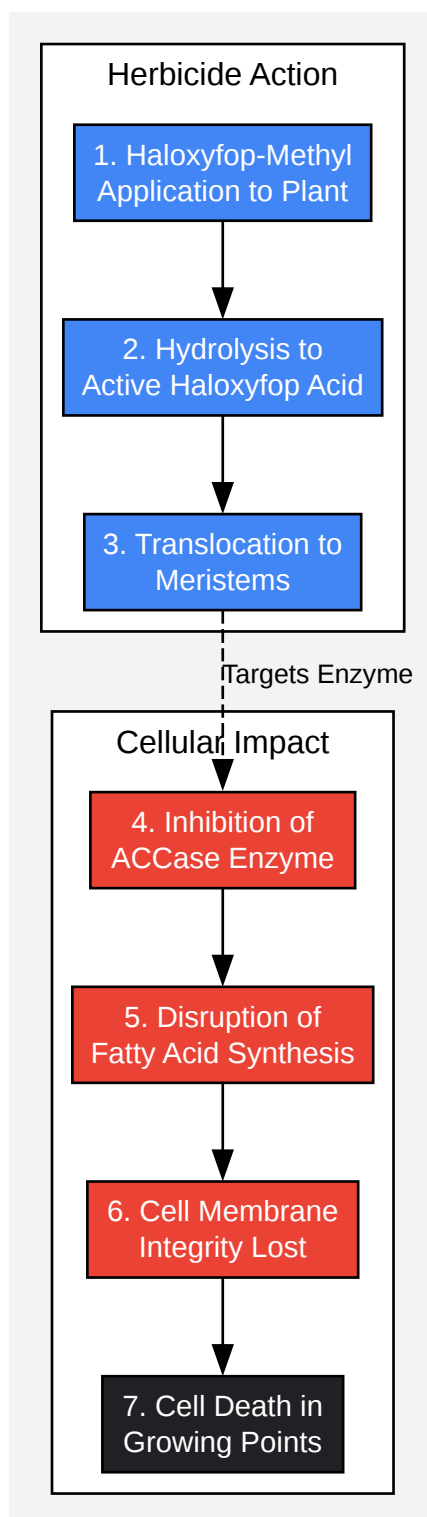 Herbicide Action
1. Haloxyfop-Methyl
Application to Plant
2. Hydrolysis to
Active Haloxyfop Acid
3. Translocation to
Meristems
Targets Enzyme
Cellular Impact
4. Inhibition of
ACCase Enzyme
5. Disruption of
Fatty Acid Synthesis
6. Cell Membrane
Integrity Lost
7. Cell Death in
Growing Points